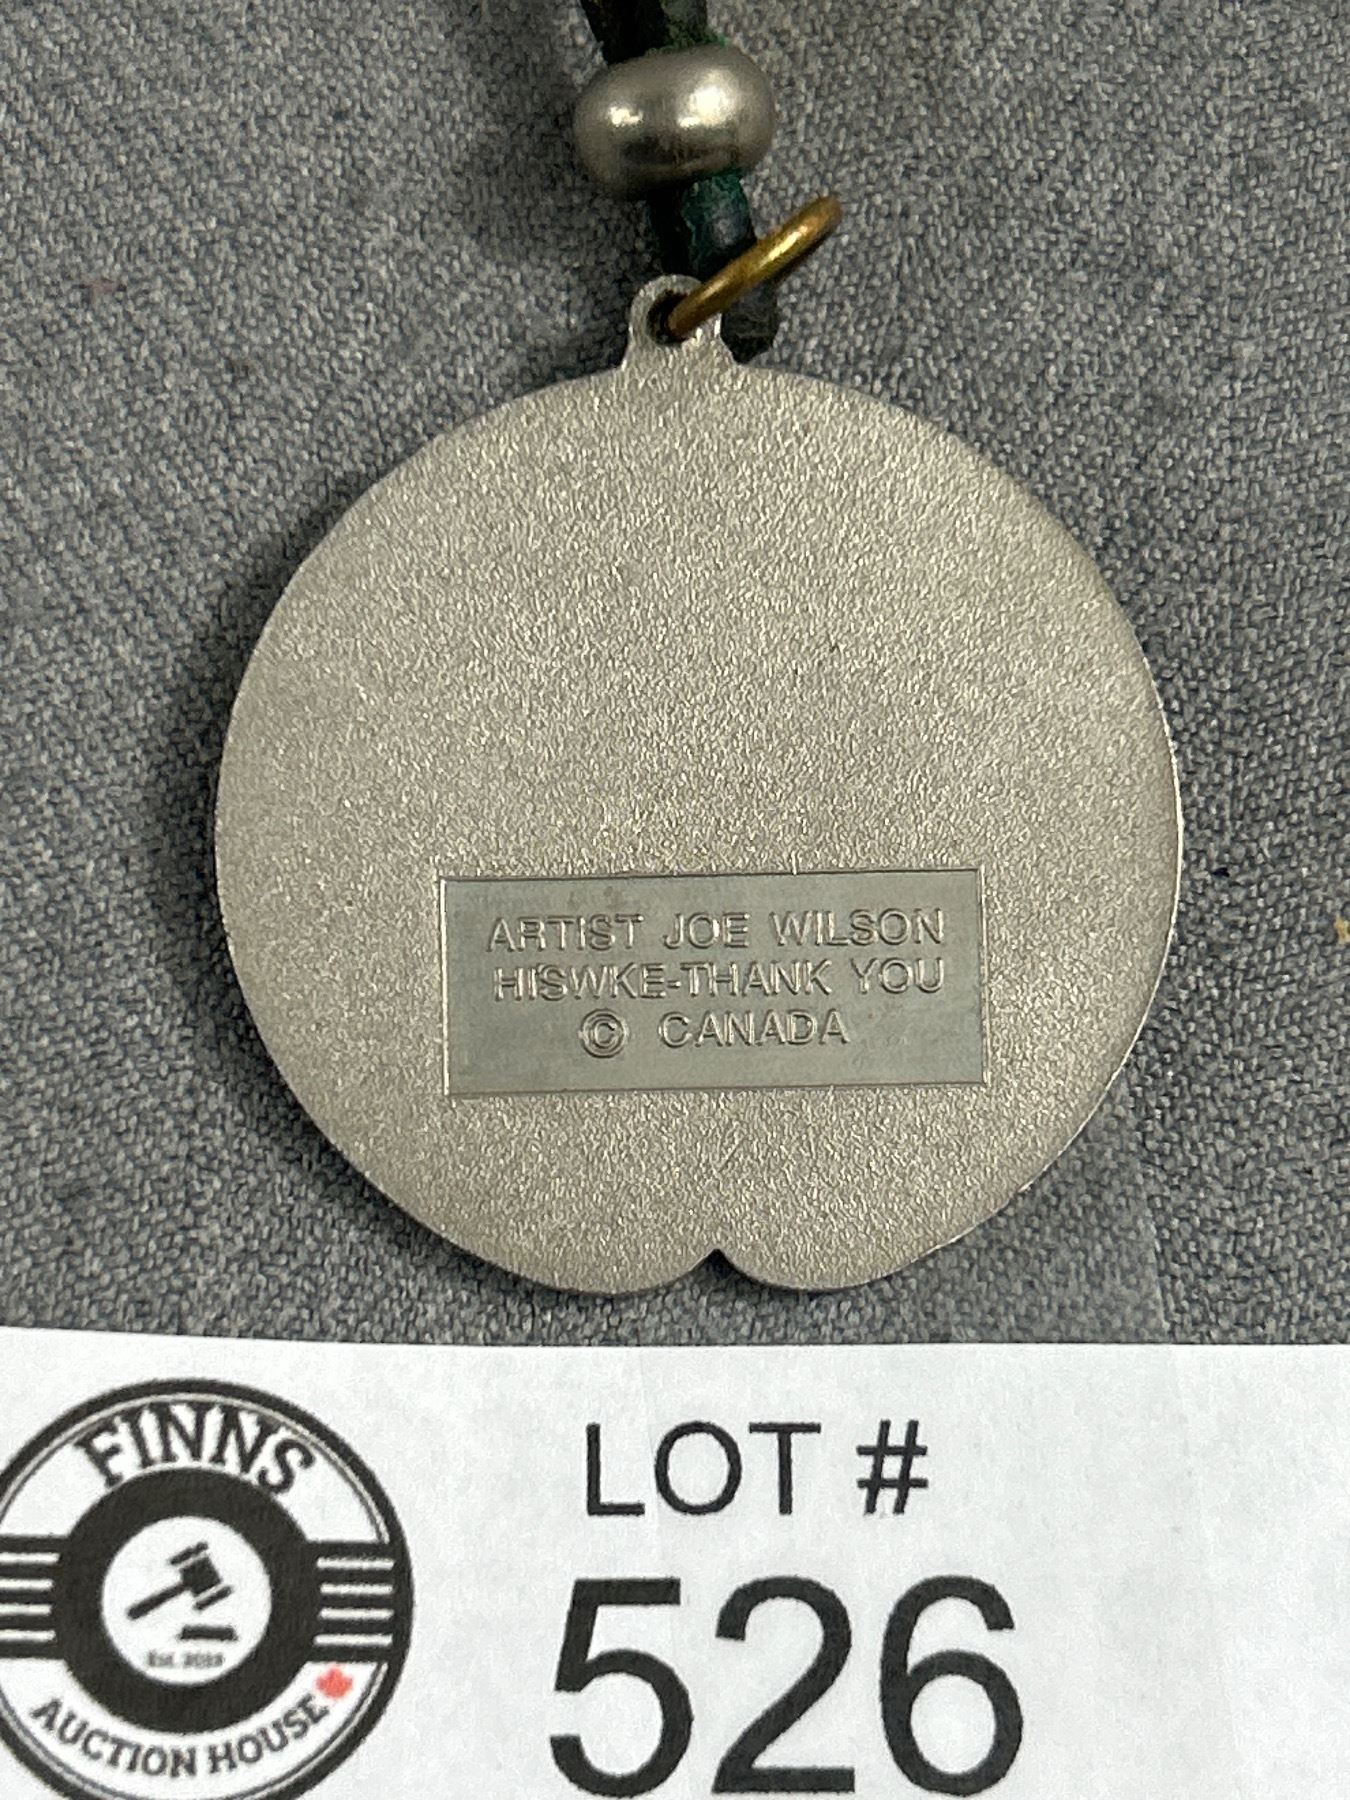 ARTIST JOE WILSON
HISWKE-THANK YOU
© CANADA
FINNS
AUCTION HOUSE
LOT #
526